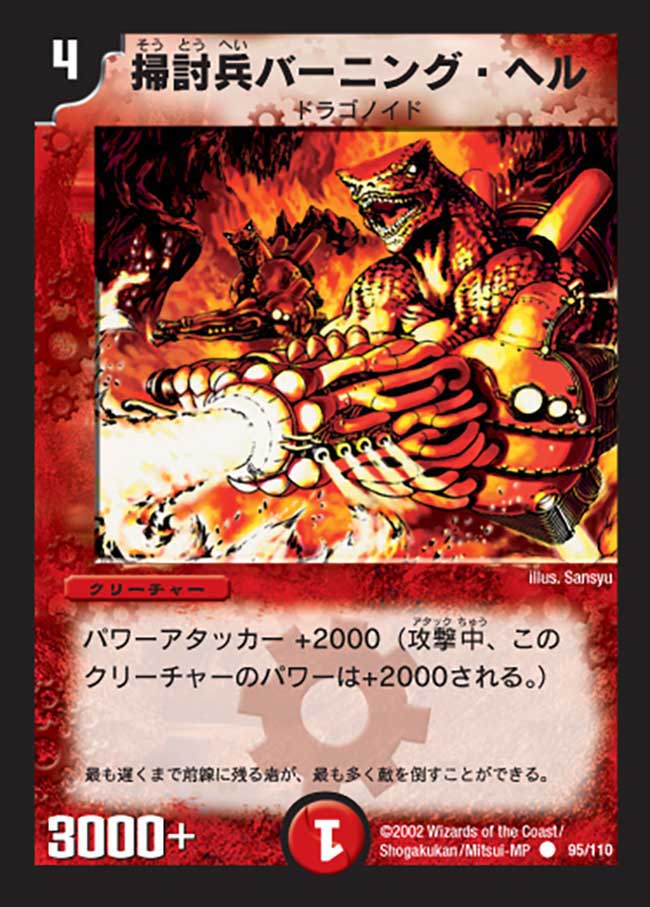 4
そう とう へい
掃討兵バーニング・ヘル
ドラゴノイド
illus. Sansyu
クリーチャー
アタック ちゅう
パワーアタッカー +2000（攻撃中、この
クリーチャーのパワーは+2000される。）
最も遅くまで前線に残る者が、最も多く敵を倒すことができる。
3000+
1
©2002 Wizards of the Coast/
Shogakukan/Mitsui-MP
95/110